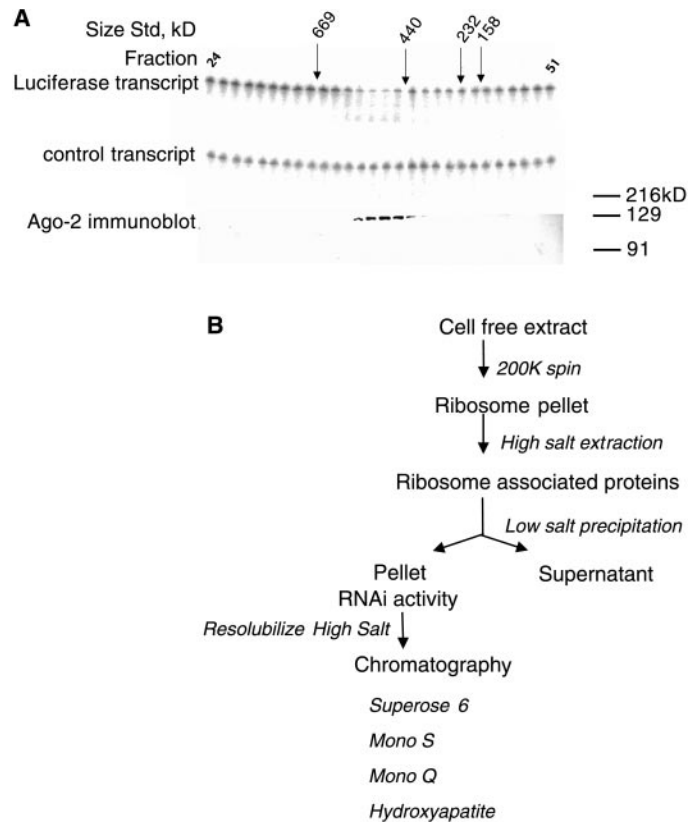 A
Size Std, kD
669
440
232
158
Fraction
24
51
Luciferase transcript
control transcript
216kD
Ago-2 immunoblot
129
91
B
Cell free extract
200K spin
Ribosome pellet
High salt extraction
Ribosome associated proteins
Low salt precipitation
Pellet
RNAi activity
Supernatant
Resolubilize High Salt
Chromatography
Superose 6
Mono S
Mono Q
Hydroxyapatite